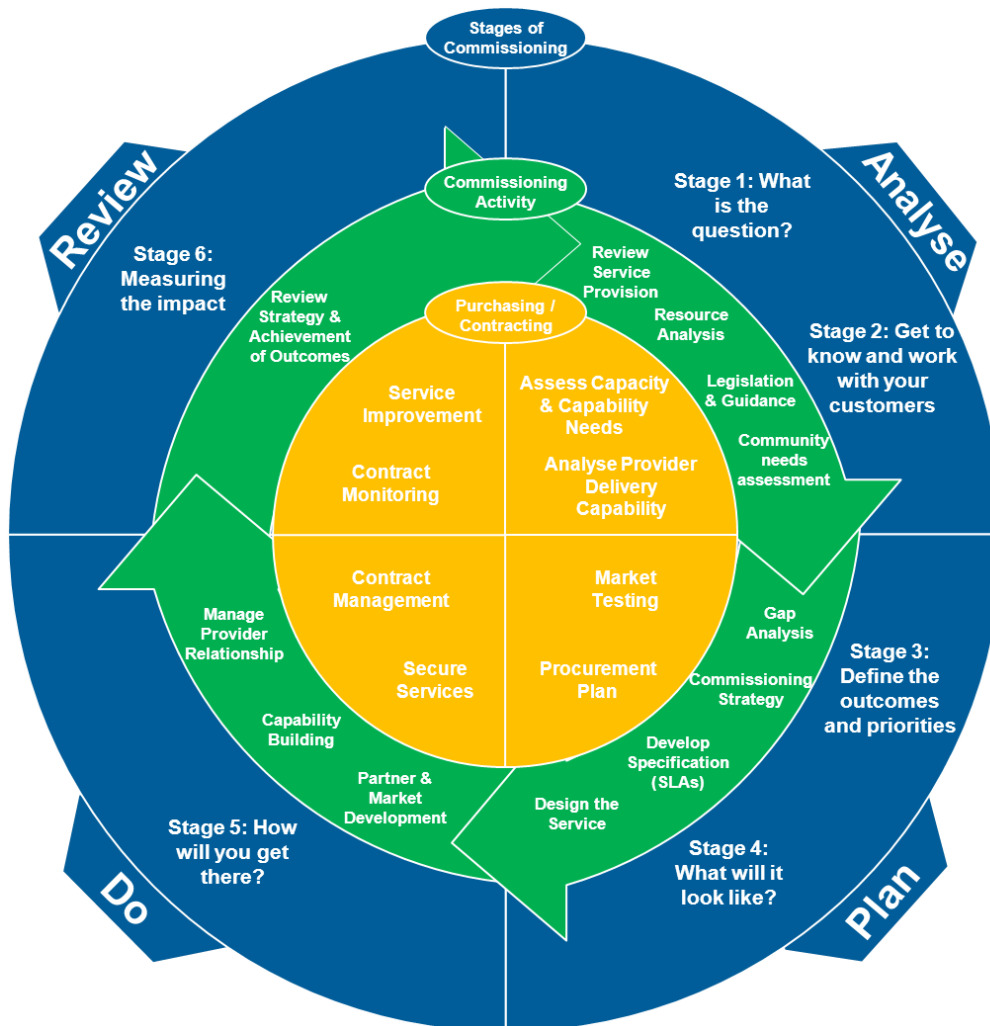 Stages of
Commissioning
Review
Analyse
Commissioning
Activity
Stage 1: What
is the
question?
Stage 6:
Measuring
the impact
Review
Service
Provision
Review
Strategy &
Achievement
of Outcomes
Purchasing /
Contracting
Resource
Analysis
Stage 2: Get to
know and work
with your
customers
Legislation
& Guidance
Service
Improvement
Assess Capacity
& Capability
Needs
Community
needs
assessment
Contract
Monitoring
Analyse Provider
Delivery
Capability
Contract
Management
Market
Testing
Manage
Provider
Relationship
Gap
Analysis
Stage 3:
Define the
outcomes
and priorities
Secure
Services
Procurement
Plan
Commissioning
Strategy
Capability
Building
Develop
Specification
(SLAs)
Partner &
Market
Development
Design the
Service
Stage 5: How
will you get
there?
Stage 4:
What will it
look like?
Do
Plan